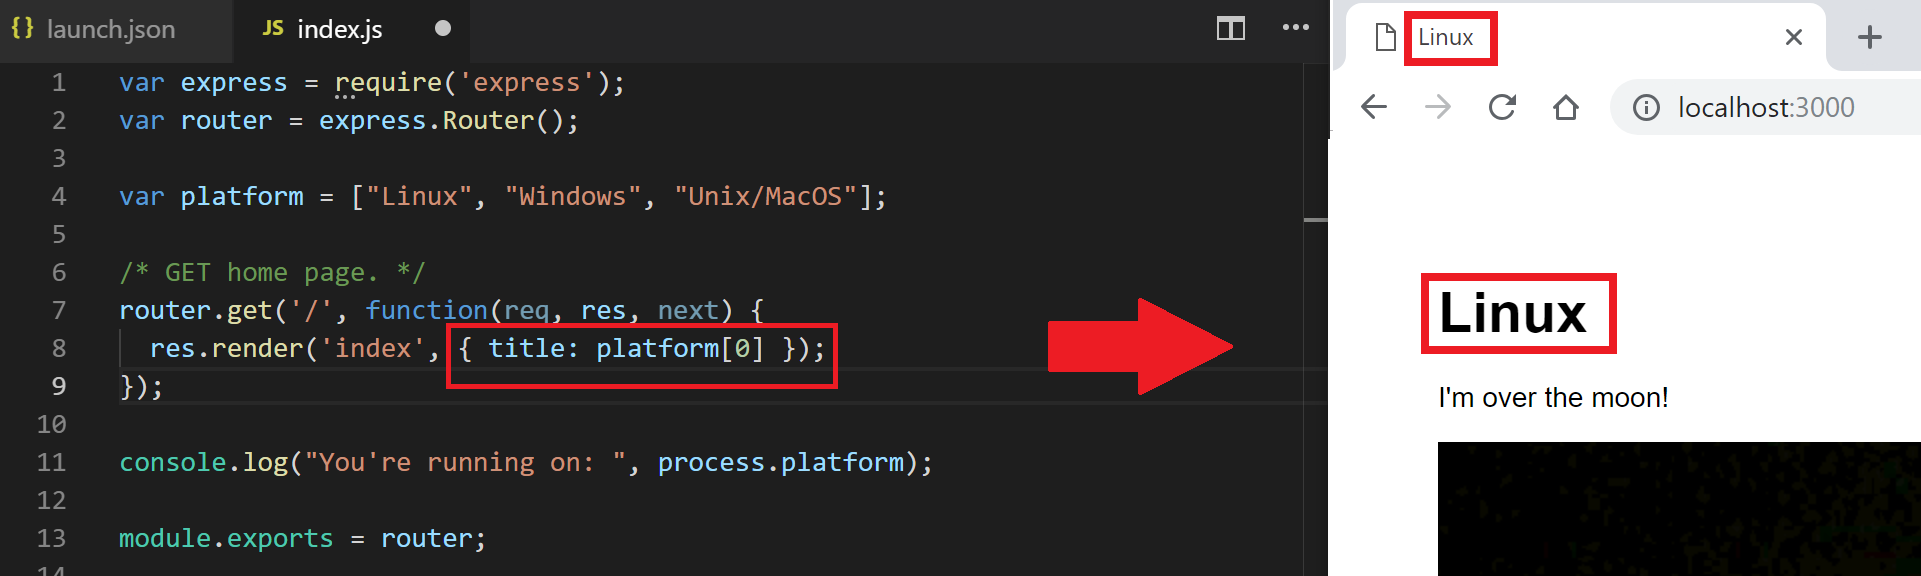 {} launch.json
JS index.js
1 var express = require('express');
2 var router = express.Router();
3
4 var platform = ["Linux", "Windows", "Unix/MacOS"];
5
6 /* GET home page. */
7 router.get('/', function(req, res, next) {
8 res.render('index', { title: platform[0] });
9 });
10
11 console.log("You're running on: ", process.platform);
12
13 module.exports = router;
14
Linux
localhost:3000
Linux
I'm over the moon!